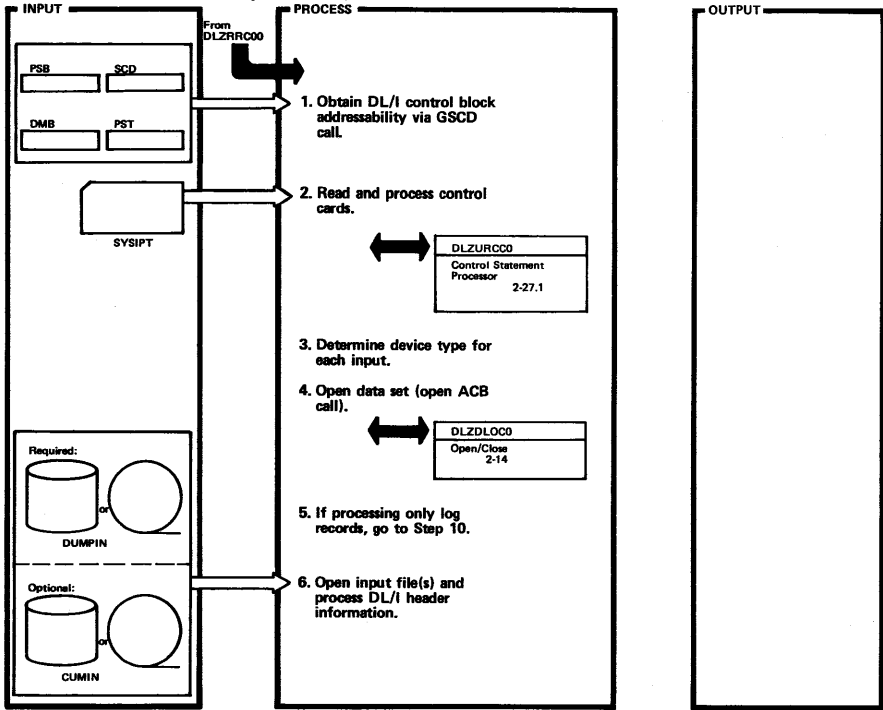 INPUT
PROCESS
OUTPUT
From
DLZRRC00
PSB
SCD
DMB
PST
1. Obtain DL/I control block
addressability via GSCD
call.
SYSIPT
2. Read and process control
cards.
DLZURCC0
Control Statement
Processor
2-27.1
3. Determine device type for
each input.
4. Open data set (open ACB
call).
DLZDLOC0
Open/Close
2-14
Required:
or
DUMPIN
5. If processing only log
records, go to Step 10.
Optional:
or
CUMIN
6. Open input file(s) and
process DL/I header
information.